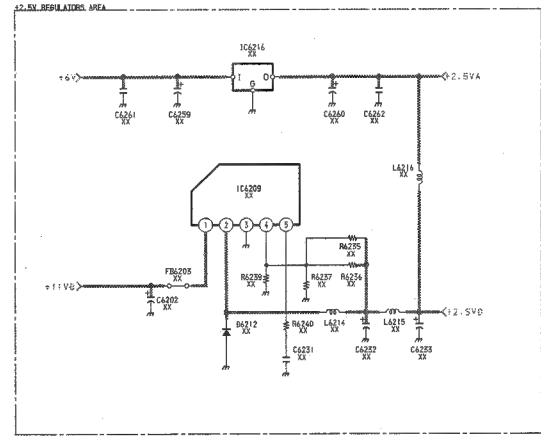 +2.5V REGULATORS AREA
IC6216
XX
+6V
I
O
G
+2.5VA
C6261
XX
C6259
XX
C6260
XX
C6262
XX
L6216
XX
IC6209
XX
1 2 3 4 5
R6235
XX
FB6203
XX
R6239
XX
R6237
XX
R6236
XX
+11VB
C6202
XX
+2.5VD
D6212
XX
R6240
XX
L6214
XX
L6215
XX
C6231
XX
C6232
XX
C6233
XX